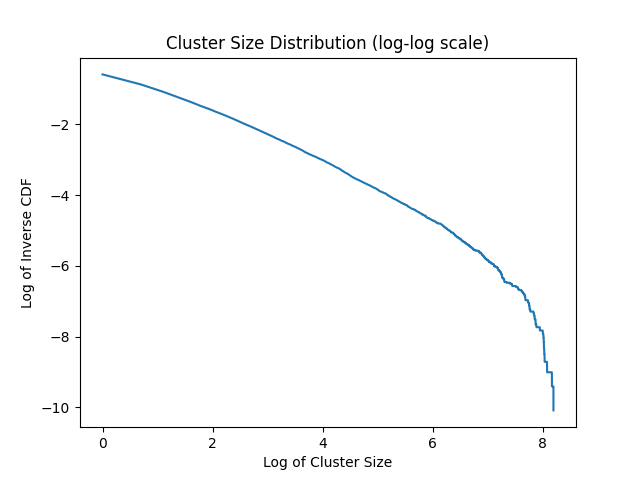 Cluster Size Distribution (log-log scale)
Log of Inverse CDF
−2
−4
−6
−8
−10
0 2 4 6 8
Log of Cluster Size